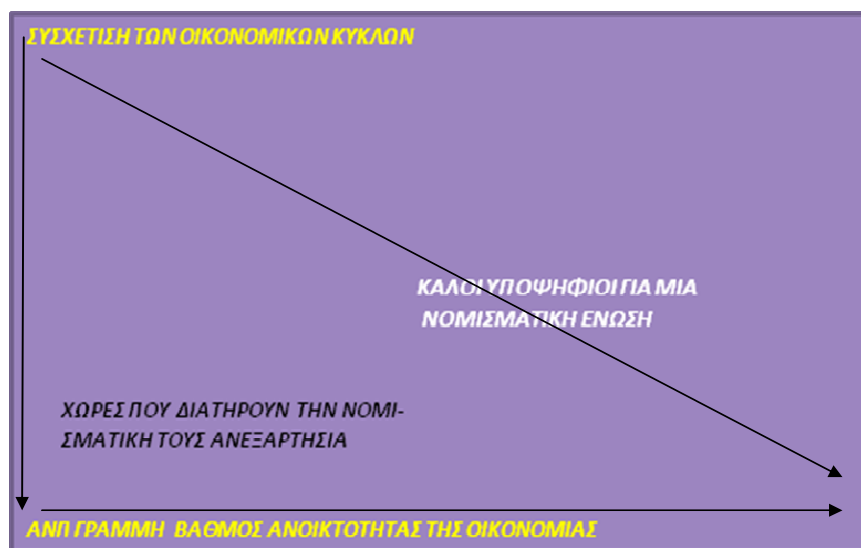 ΣΥΣΧΕΤΙΣΗ ΤΩΝ ΟΙΚΟΝΟΜΙΚΩΝ ΚΥΚΛΩΝ
ΚΑΛΟΙ ΥΠΟΨΗΦΙΟΙ ΓΙΑ ΜΙΑ
ΝΟΜΙΣΜΑΤΙΚΗ ΕΝΩΣΗ
ΧΩΡΕΣ ΠΟΥ ΔΙΑΤΗΡΟΥΝ ΤΗΝ ΝΟΜΙ-
ΣΜΑΤΙΚΗ ΤΟΥΣ ΑΝΕΞΑΡΤΗΣΙΑ
ΑΝΠ ΓΡΑΜΜΗ ΒΑΘΜΟΣ ΑΝΟΙΚΤΟΤΗΤΑΣ ΤΗΣ ΟΙΚΟΝΟΜΙΑΣ